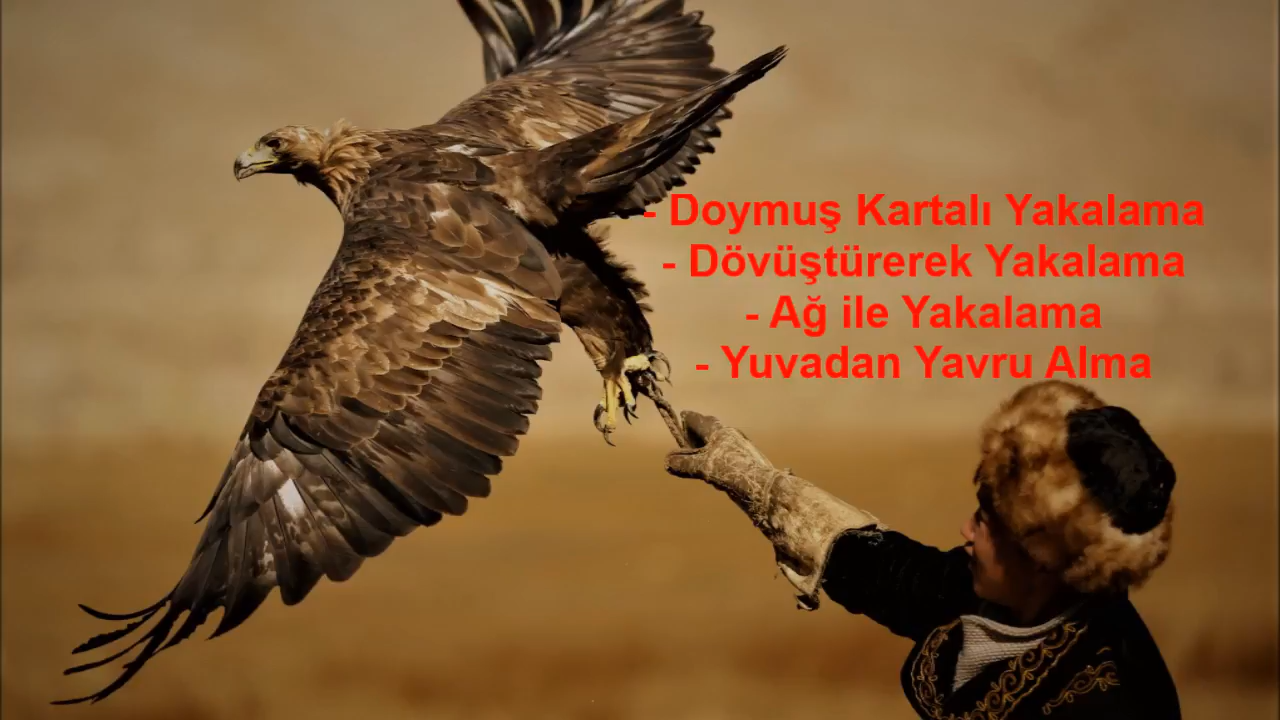 - Doymuş Kartalı Yakalama
- Dövüştürerek Yakalama
- Ağ ile Yakalama
- Yuvadan Yavru Alma